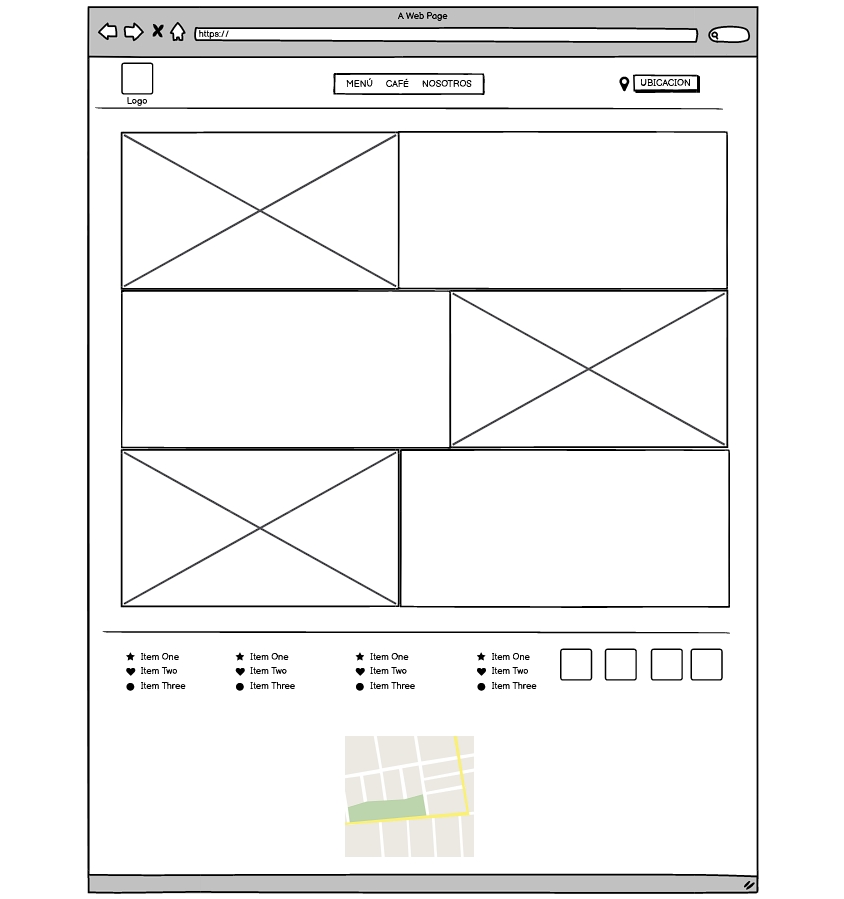 A Web Page
https://
MENÚ CAFÉ NOSOTROS
UBICACION
Logo
Item One
Item Two
Item Three
Item One
Item Two
Item Three
Item One
Item Two
Item Three
Item One
Item Two
Item Three